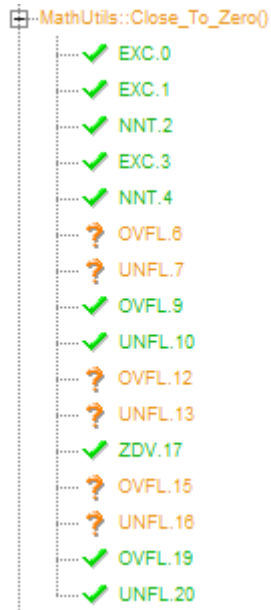 MathUtils::Close_To_Zero()
EXC.0
EXC.1
NNT.2
EXC.3
NNT.4
OVFL.6
UNFL.7
OVFL.9
UNFL.10
OVFL.12
UNFL.13
ZDV.17
OVFL.15
UNFL.16
OVFL.19
UNFL.20